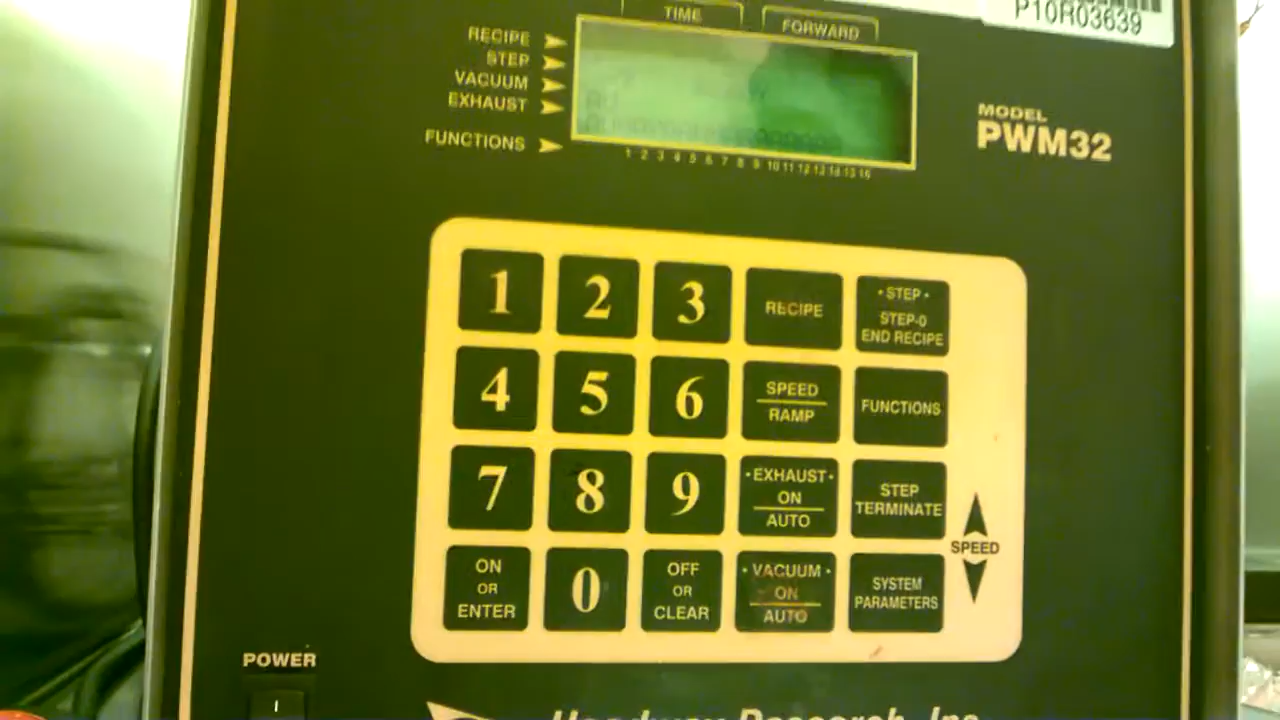 P10R03639
TIME FORWARD
RECIPE
STEP
VACUUM
EXHAUST
FUNCTIONS
1 2 3 4 5 6 7 8 9 10 11 12 13 14 15 16
MODEL
PWM32
1 2 3 RECIPE • STEP •
STEP-0
END RECIPE
4 5 6 SPEED
RAMP
FUNCTIONS
7 8 9 • EXHAUST •
ON
AUTO
STEP
TERMINATE
SPEED
ON
OR
ENTER
0
OFF
OR
CLEAR
• VACUUM •
ON
AUTO
SYSTEM
PARAMETERS
POWER
I
Headway Research, Inc